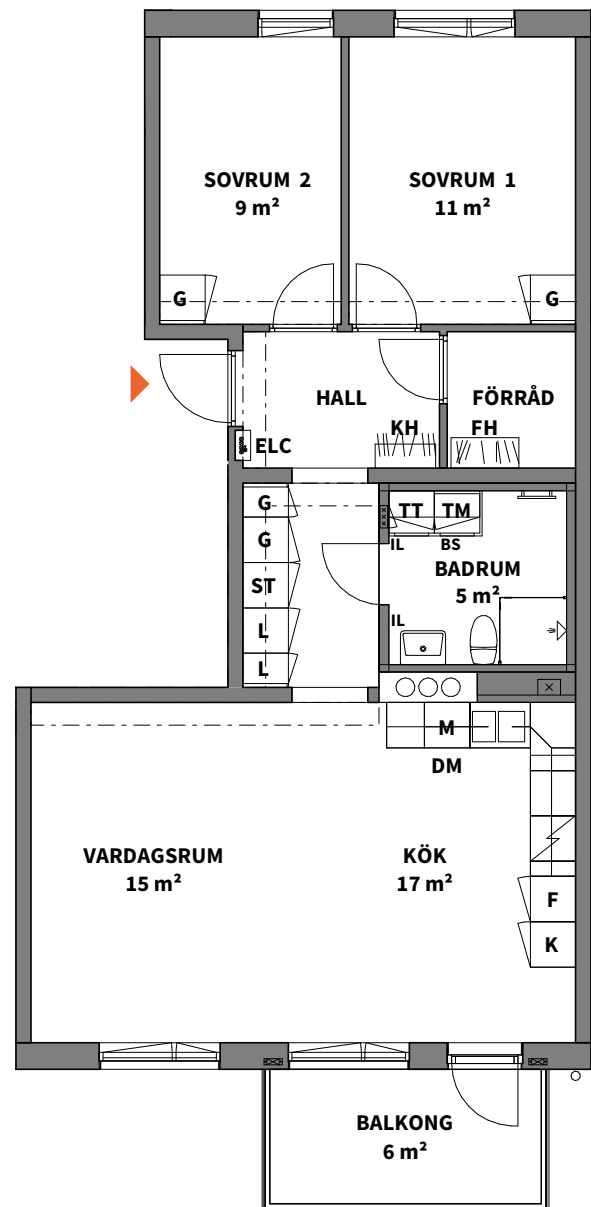 SOVRUM 2
9 m²
SOVRUM 1
11 m²
G
G
HALL
FÖRRÅD
KH
FH
ELC
G
TT
TM
G
IL
BS
BADRUM
5 m²
ST
IL
L
L
M
DM
VARDAGSRUM
15 m²
KÖK
17 m²
F
K
BALKONG
6 m²